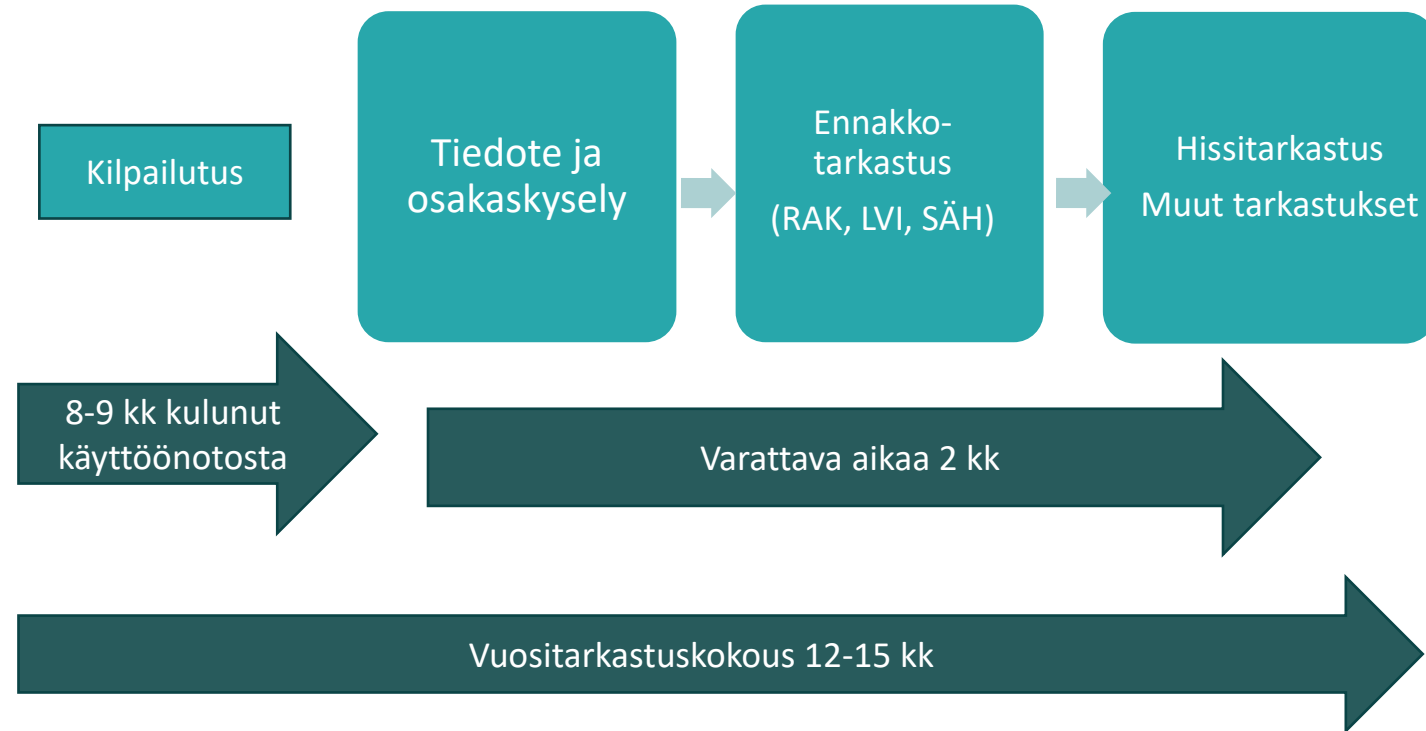 Kilpailutus
Tiedote ja
osakaskysely
Ennakko-
tarkastus
(RAK, LVI, SÄH)
Hissitarkastus
Muut tarkastukset
8-9 kk kulunut
käyttöönotosta
Varattava aikaa 2 kk
Vuositarkastuskokous 12-15 kk